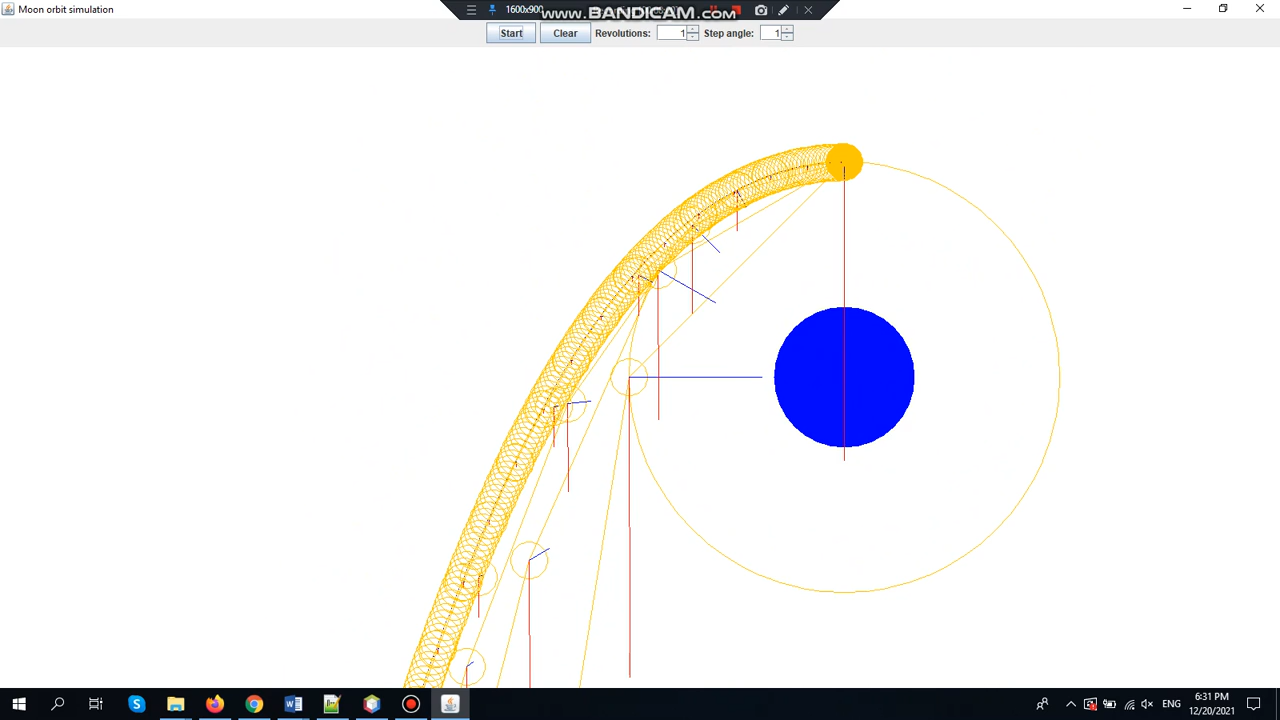 Moon orbit simulation
1600x900
www.BANDICAM.com
Start
Clear
Revolutions:
1
Step angle:
1
ENG
6:31 PM
12/20/2021